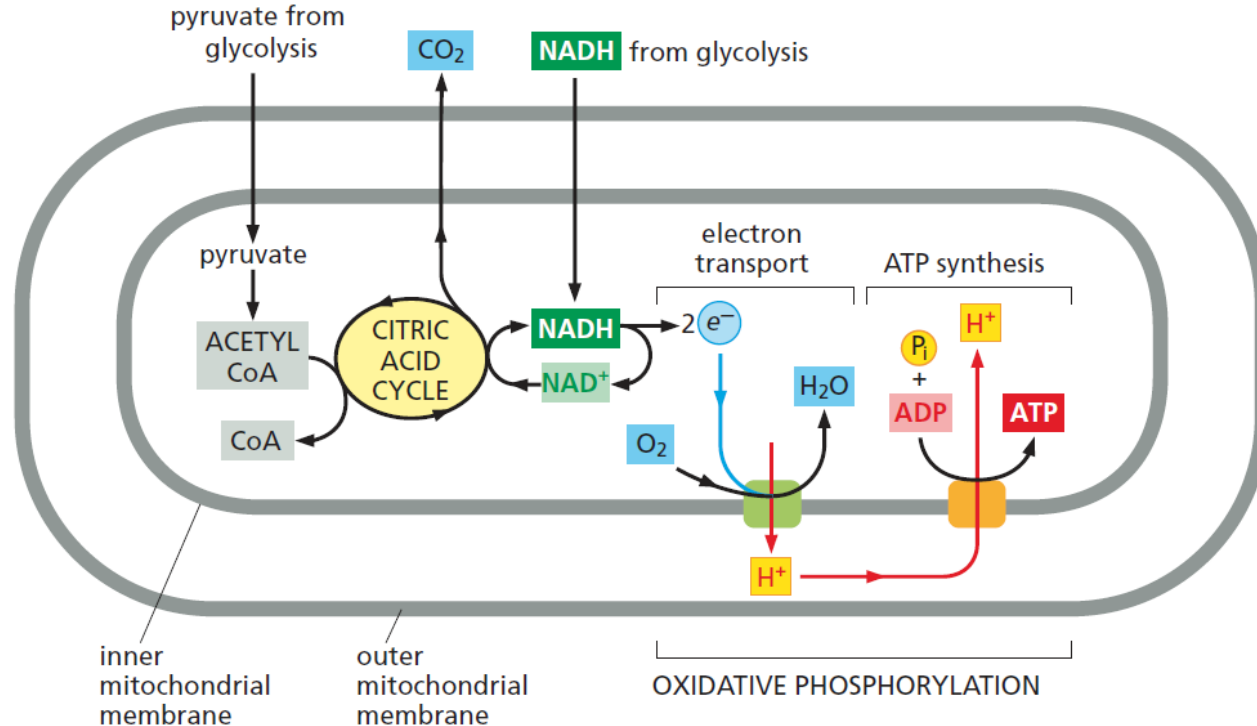 pyruvate from
glycolysis
CO₂
NADH from glycolysis
pyruvate
ACETYL
CoA
CoA
CITRIC
ACID
CYCLE
NADH
NAD⁺
electron
transport
2 e⁻
O₂
H₂O
H⁺
ATP synthesis
Pᵢ
+
ADP
H⁺
ATP
inner
mitochondrial
membrane
outer
mitochondrial
membrane
OXIDATIVE PHOSPHORYLATION